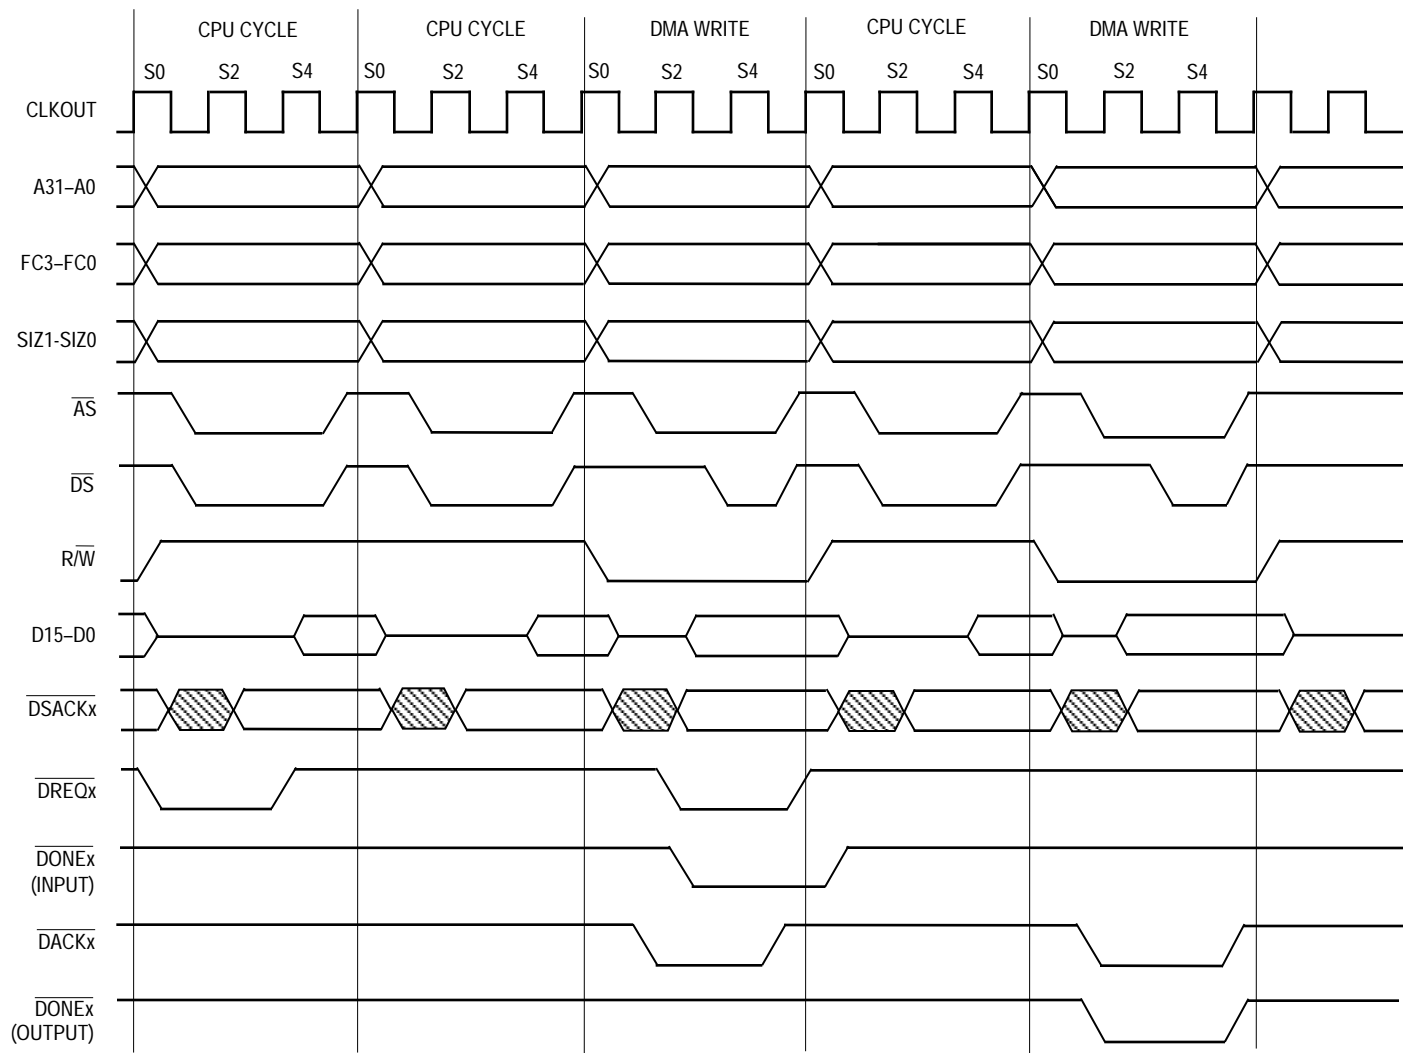 CPU CYCLE CPU CYCLE DMA WRITE CPU CYCLE DMA WRITE
S0 S2 S4 S0 S2 S4 S0 S2 S4 S0 S2 S4 S0 S2 S4
CLKOUT
A31–A0
FC3–FC0
SIZ1-SIZ0
AS
DS
R/W
D15–D0
DSACKx
DREQx
DONEx
(INPUT)
DACKx
DONEx
(OUTPUT)